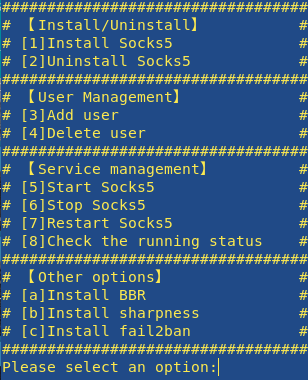 ##################################
# 【Install/Uninstall】 #
# [1]Install Socks5 #
# [2]Uninstall Socks5 #
##################################
# 【User Management】 #
# [3]Add user #
# [4]Delete user #
##################################
# 【Service management】 #
# [5]Start Socks5 #
# [6]Stop Socks5 #
# [7]Restart Socks5 #
# [8]Check the running status #
##################################
# 【Other options】 #
# [a]Install BBR #
# [b]Install sharpness #
# [c]Install fail2ban #
##################################
Please select an option: